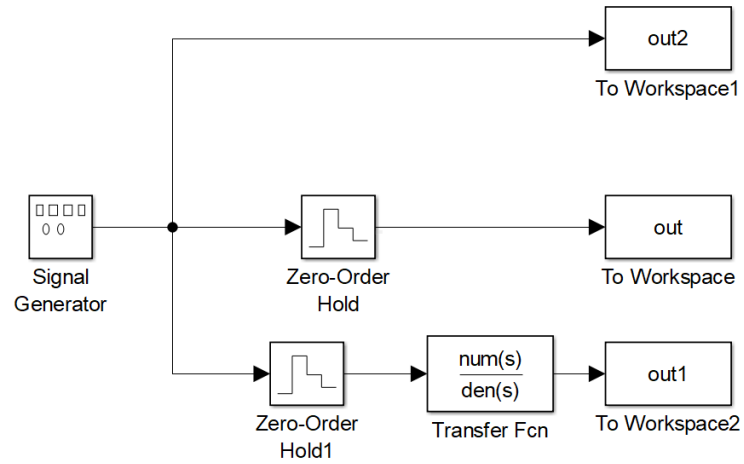 out2
To Workspace1
Signal
Generator
Zero-Order
Hold
out
To Workspace
Zero-Order
Hold1
num(s)
den(s)
Transfer Fcn
out1
To Workspace2